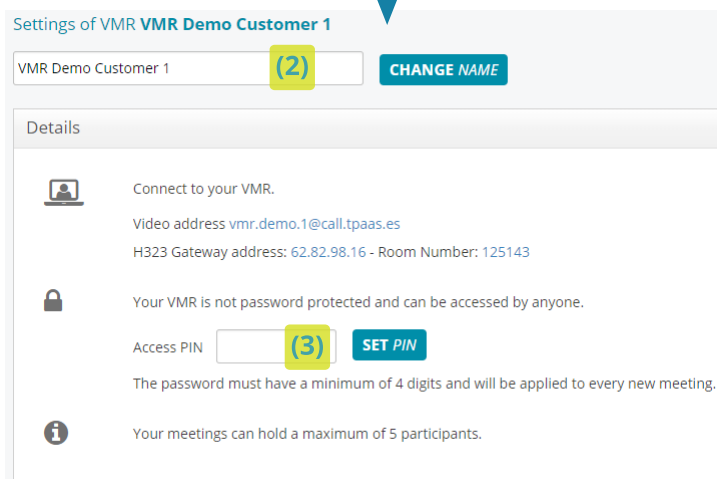 Settings of VMR VMR Demo Customer 1
VMR Demo Customer 1 (2) CHANGE NAME
Details
Connect to your VMR.
Video address vmr.demo.1@call.tpaas.es
H323 Gateway address: 62.82.98.16 - Room Number: 125143
Your VMR is not password protected and can be accessed by anyone.
Access PIN (3) SET PIN
The password must have a minimum of 4 digits and will be applied to every new meeting.
Your meetings can hold a maximum of 5 participants.